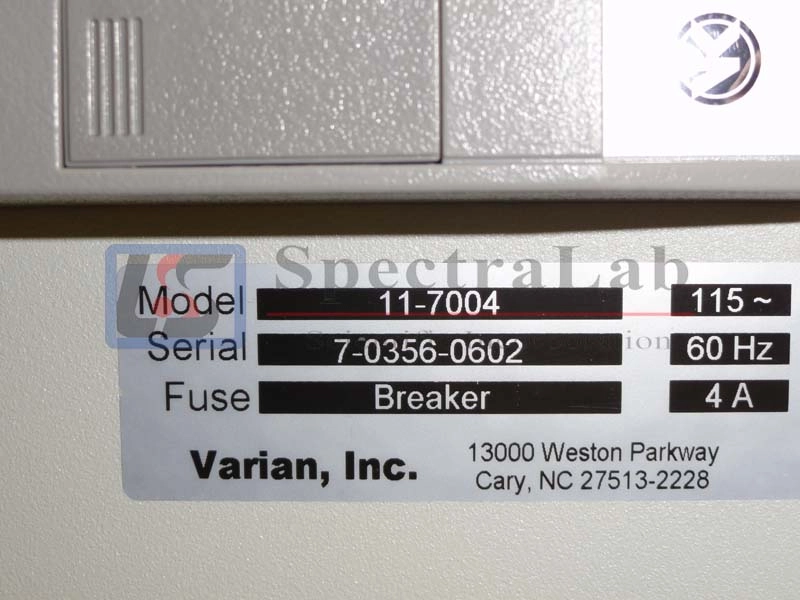 SpectraLab
Model 11-7004 115 ~
Serial 7-0356-0602 60 Hz
Fuse Breaker 4 A
Varian, Inc. 13000 Weston Parkway
Cary, NC 27513-2228